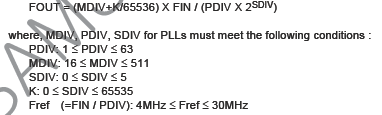 FOUT = (MDIV+K/65536) X FIN / (PDIV X 2^SDIV)
where, MDIV, PDIV, SDIV for PLLs must meet the following conditions :
PDIV: 1 ≤ PDIV ≤ 63
MDIV: 16 ≤ MDIV ≤ 511
SDIV: 0 ≤ SDIV ≤ 5
K: 0 ≤ SDIV ≤ 65535
Fref (=FIN / PDIV): 4MHz ≤ Fref ≤ 30MHz